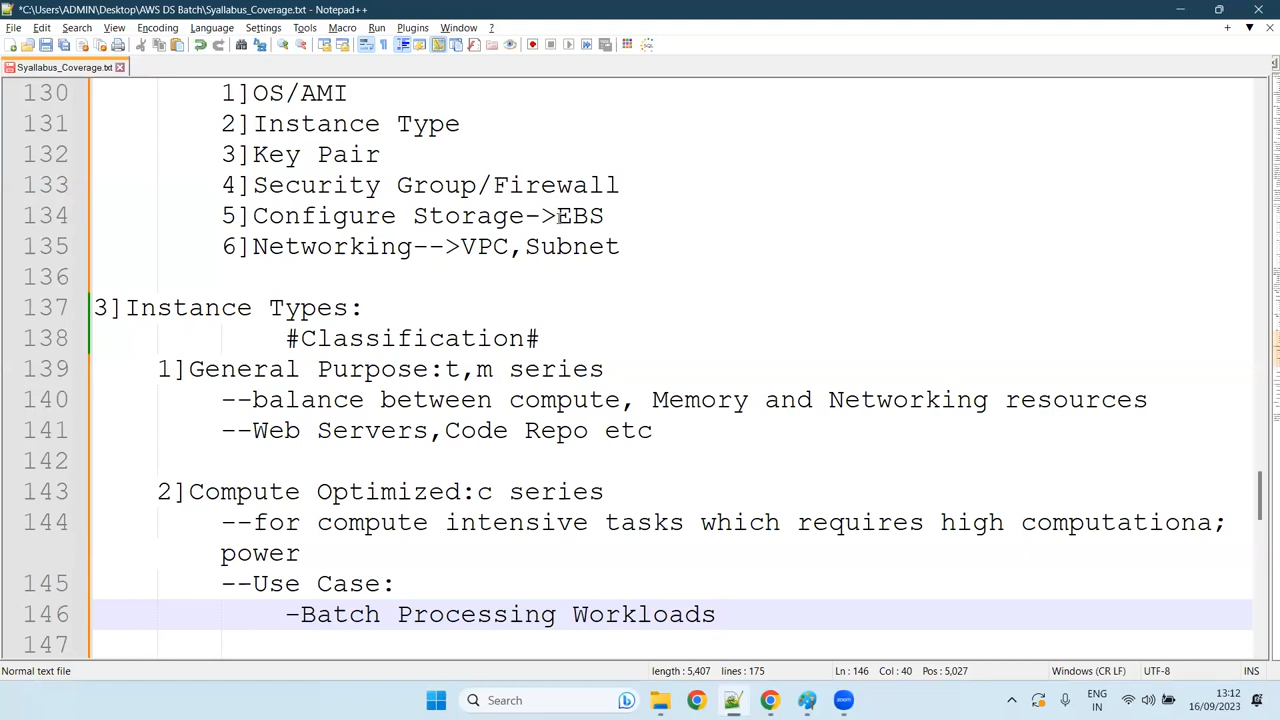 *C:\Users\ADMIN\Desktop\AWS DS Batch\Syallabus_Coverage.txt - Notepad++
File Edit Search View Encoding Language Settings Tools Macro Run Plugins Window ?
Syallabus_Coverage.txt
130 1]OS/AMI
131 2]Instance Type
132 3]Key Pair
133 4]Security Group/Firewall
134 5]Configure Storage->EBS
135 6]Networking-->VPC,Subnet
136
137 3]Instance Types:
138 #Classification#
139 1]General Purpose:t,m series
140 --balance between compute, Memory and Networking resources
141 --Web Servers,Code Repo etc
142
143 2]Compute Optimized:c series
144 --for compute intensive tasks which requires high computationa;
power
145 --Use Case:
146 -Batch Processing Workloads
147
Normal text file length : 5,407 lines : 175 Ln : 146 Col : 40 Pos : 5,027 Windows (CR LF) UTF-8 INS
Search
zoom
ENG
IN
13:12
16/09/2023